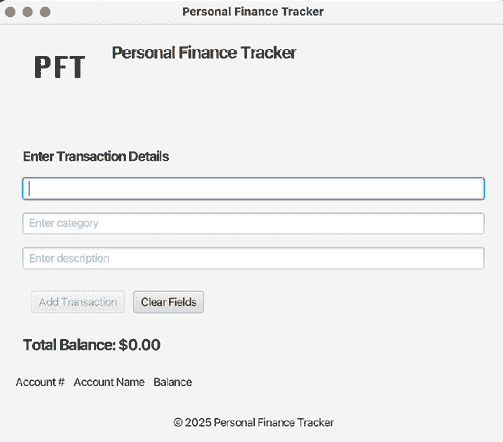 Personal Finance Tracker
PFT
Personal Finance Tracker
Enter Transaction Details
Enter category
Enter description
Add Transaction Clear Fields
Total Balance: $0.00
Account # Account Name Balance
© 2025 Personal Finance Tracker